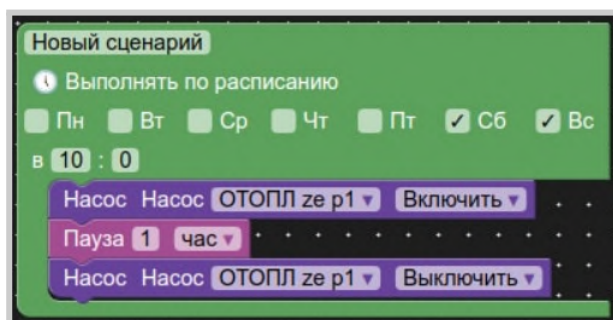 Новый сценарий
Выполнять по расписанию
Пн Вт Ср Чт Пт Сб Вс
в 10 : 0
Насос Насос ОТОПЛ ze p1 Включить
Пауза 1 час
Насос Насос ОТОПЛ ze p1 Выключить